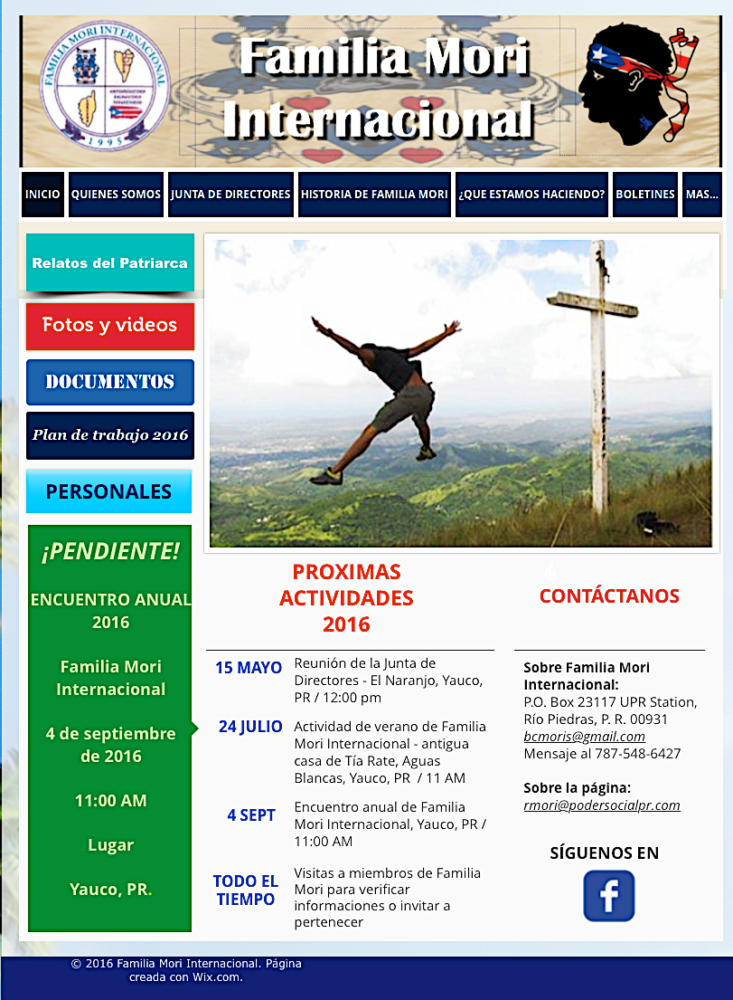 FAMILIA MORI INTERNACIONAL
1995
Familia Mori
Internacional
INICIO
QUIENES SOMOS
JUNTA DE DIRECTORES
HISTORIA DE FAMILIA MORI
¿QUE ESTAMOS HACIENDO?
BOLETINES
MAS...
Relatos del Patriarca
Fotos y videos
DOCUMENTOS
Plan de trabajo 2016
PERSONALES
¡PENDIENTE!
ENCUENTRO ANUAL
2016
Familia Mori
Internacional
4 de septiembre
de 2016
11:00 AM
Lugar
Yauco, PR.
PROXIMAS
ACTIVIDADES
2016
15 MAYO
Reunión de la Junta de
Directores - El Naranjo, Yauco,
PR / 12:00 pm
24 JULIO
Actividad de verano de Familia
Mori Internacional - antigua
casa de Tía Rate, Aguas
Blancas, Yauco, PR / 11 AM
4 SEPT
Encuentro anual de Familia
Mori Internacional, Yauco, PR /
11:00 AM
TODO EL
TIEMPO
Visitas a miembros de Familia
Mori para verificar
informaciones o invitar a
pertenecer
CONTÁCTANOS
Sobre Familia Mori
Internacional:
P.O. Box 23117 UPR Station,
Río Piedras, P. R. 00931
bcmoris@gmail.com
Mensaje al 787-548-6427
Sobre la página:
rmori@podersocialpr.com
SÍGUENOS EN
f
© 2016 Familia Mori Internacional. Página
creada con Wix.com.